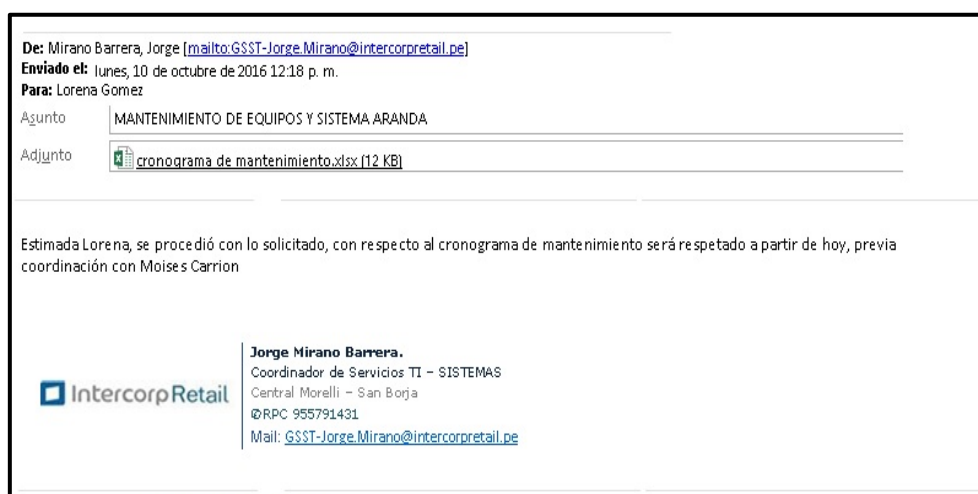 De: Mirano Barrera, Jorge [mailto:GSST-Jorge.Mirano@intercorpretail.pe]
Enviado el: lunes, 10 de octubre de 2016 12:18 p. m.
Para: Lorena Gomez
Asunto MANTENIMIENTO DE EQUIPOS Y SISTEMA ARANDA
Adjunto cronograma de mantenimiento.xlsx (12 KB)
Estimada Lorena, se procedió con lo solicitado, con respecto al cronograma de mantenimiento será respetado a partir de hoy, previa
coordinación con Moises Carrion
Jorge Mirano Barrera.
Coordinador de Servicios TI – SISTEMAS
Central Morelli – San Borja
✆RPC 955791431
Mail: GSST-Jorge.Mirano@intercorpretail.pe
Intercorp Retail